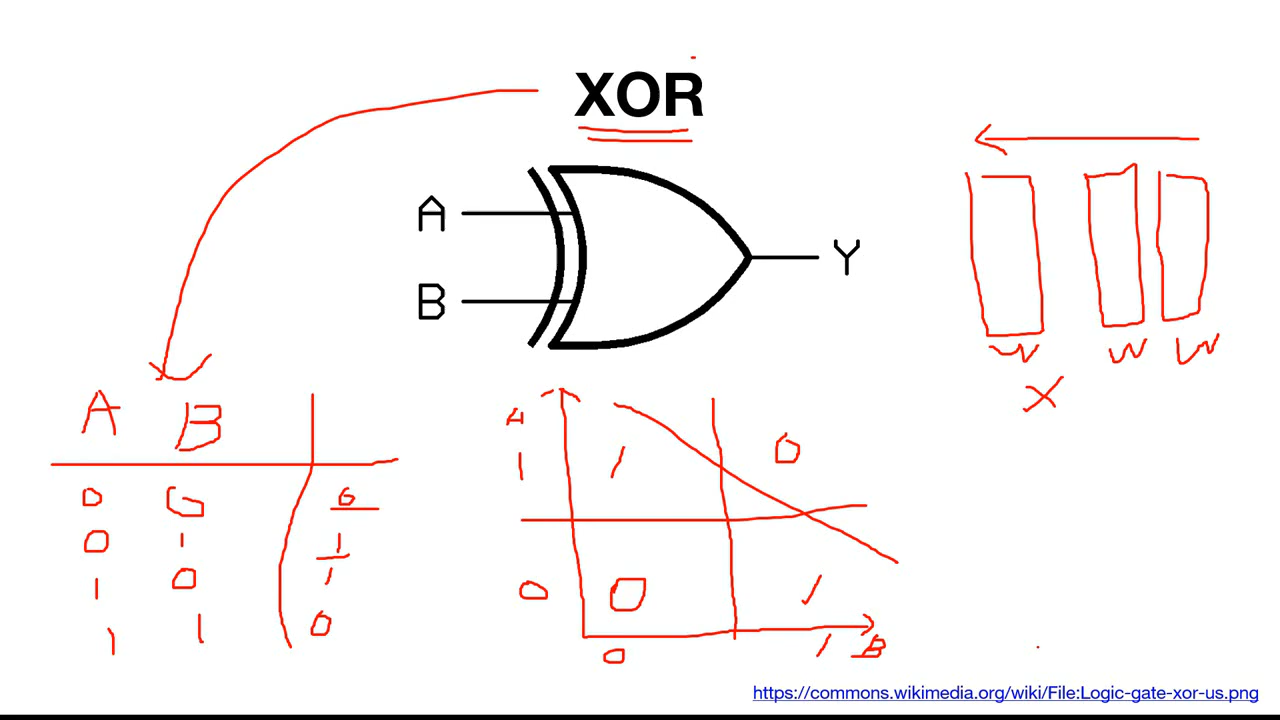 XOR
A
B
Y
W W W
X
A B
0 0 0
0 1 1
1 0 1
1 1 0
A
1 1 0
0 0 1
0 1 B
https://commons.wikimedia.org/wiki/File:Logic-gate-xor-us.png